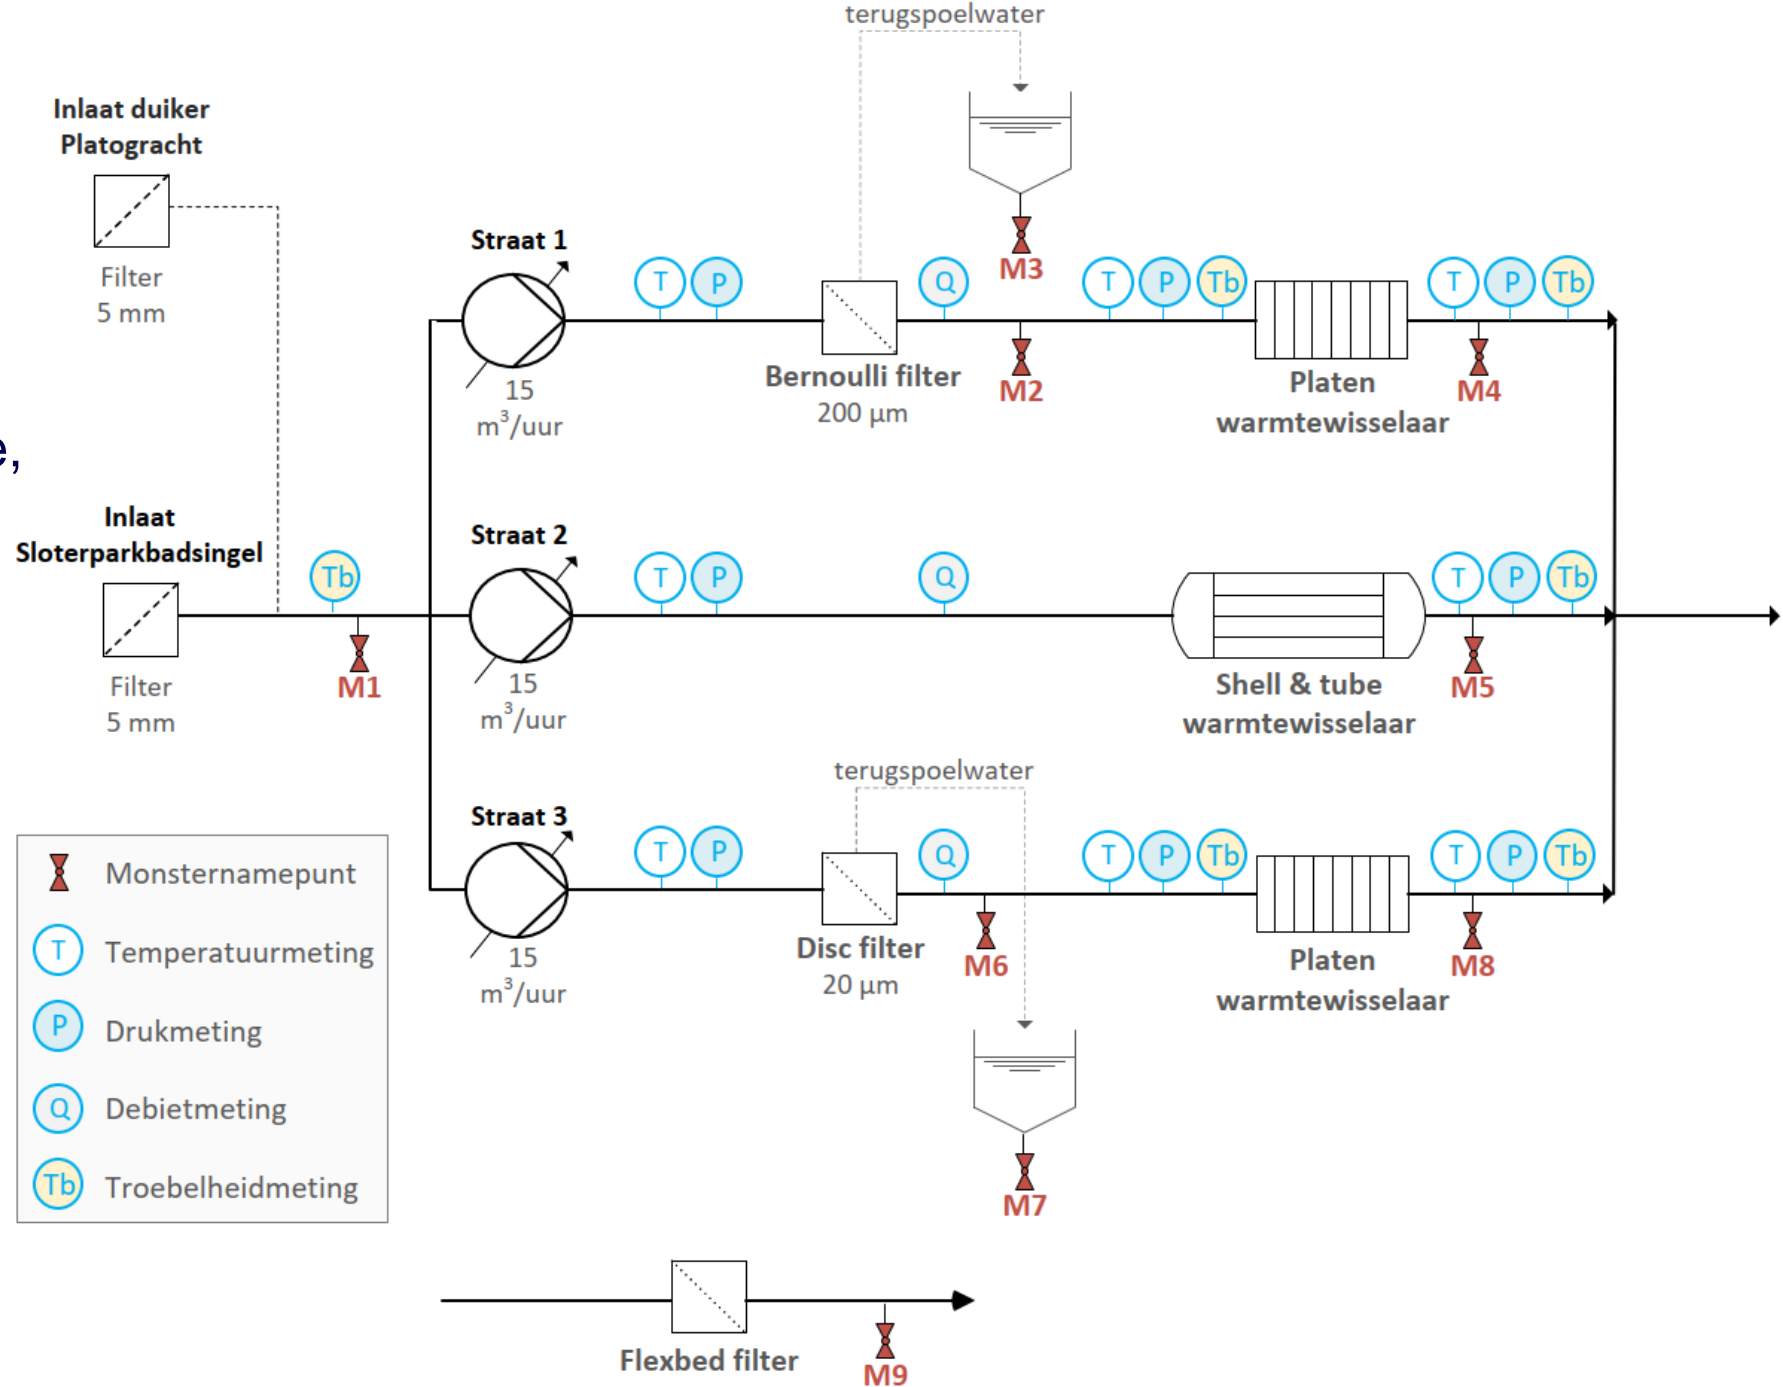 terugspoelwater
Inlaat duiker
Platogracht
Filter
5 mm
Straat 1
15
m³/uur
T
P
Bernoulli filter
200 µm
Q
M3
M2
T
P
Tb
Platen
warmtewisselaar
T
P
Tb
M4
e,
Inlaat
Sloterparkbadsingel
Filter
5 mm
Tb
M1
Straat 2
15
m³/uur
T
P
Q
Shell & tube
warmtewisselaar
T
P
Tb
M5
terugspoelwater
Straat 3
15
m³/uur
T
P
Disc filter
20 µm
Q
M6
T
P
Tb
Platen
warmtewisselaar
T
P
Tb
M8
M7
Monsternamepunt
T Temperatuurmeting
P Drukmeting
Q Debietmeting
Tb Troebelheidmeting
Flexbed filter
M9